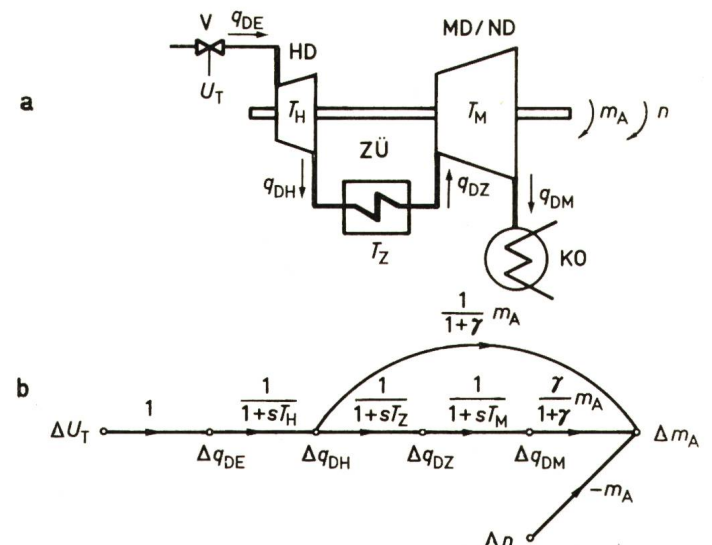 V
q_DE
HD
MD/ND
U_T
a
T_H
T_M
m_A
n
ZÜ
q_DH
q_DZ
q_DM
T_Z
KO
1/(1+γ) m_A
b
1
1/(1+sT_H)
1/(1+sT_Z)
1/(1+sT_M)
γ/(1+γ) m_A
ΔU_T
Δm_A
Δq_DE
Δq_DH
Δq_DZ
Δq_DM
-m_A
Δn